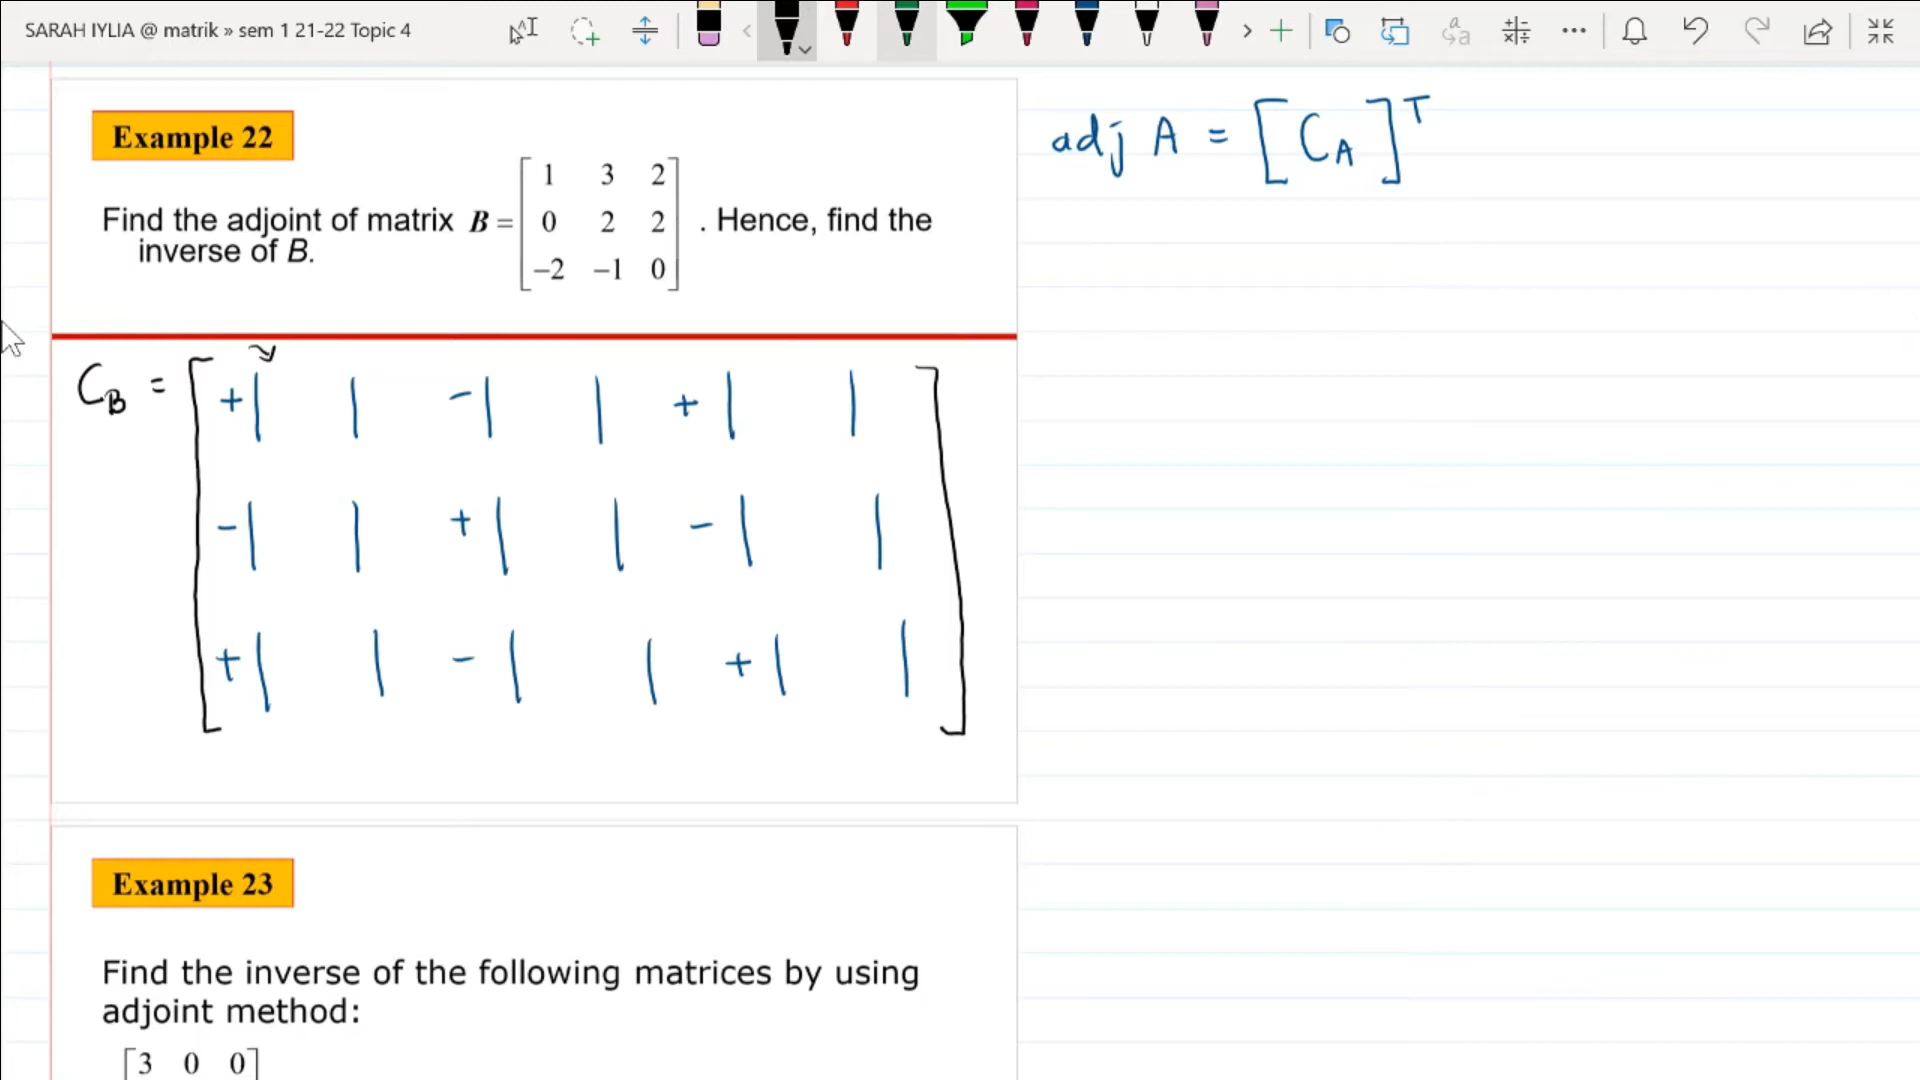 SARAH IYLIA @ matrik » sem 1 21-22 Topic 4
Example 22
Find the adjoint of matrix B = [1 3 2
0 2 2
-2 -1 0] . Hence, find the
inverse of B.
adj A = [C_A]^T
C_B = [+| | -| | +| |
-| | +| | -| |
+| | -| | +| |]
Example 23
Find the inverse of the following matrices by using
adjoint method:
[3 0 0]